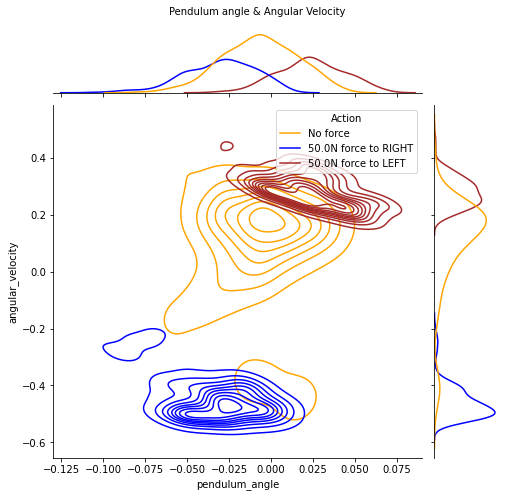 Pendulum angle & Angular Velocity
Action
No force
50.0N force to RIGHT
50.0N force to LEFT
angular_velocity
0.4
0.2
0.0
−0.2
−0.4
−0.6
−0.125 −0.100 −0.075 −0.050 −0.025 0.000 0.025 0.050 0.075
pendulum_angle